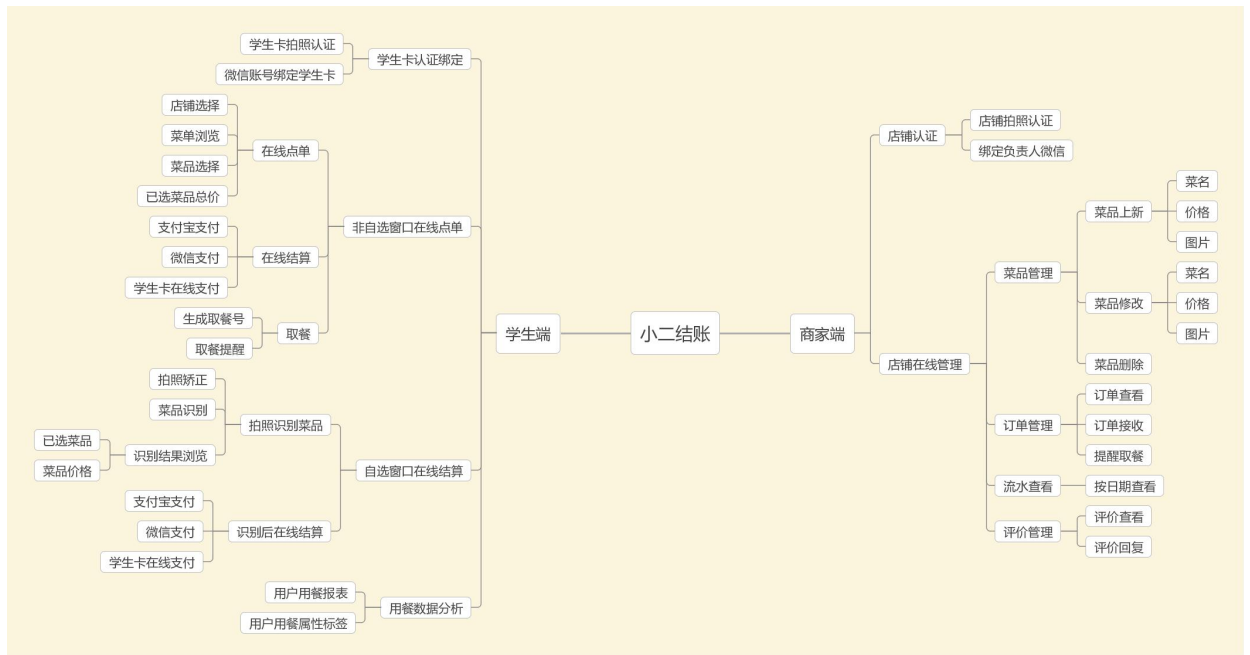 小二结账
学生端
学生卡认证绑定
学生卡拍照认证
微信账号绑定学生卡
非自选窗口在线点单
在线点单
店铺选择
菜单浏览
菜品选择
已选菜品总价
在线结算
支付宝支付
微信支付
学生卡在线支付
取餐
生成取餐号
取餐提醒
自选窗口在线结算
拍照识别菜品
拍照矫正
菜品识别
识别结果浏览
已选菜品
菜品价格
识别后在线结算
支付宝支付
微信支付
学生卡在线支付
用餐数据分析
用户用餐报表
用户用餐属性标签
商家端
店铺认证
店铺拍照认证
绑定负责人微信
店铺在线管理
菜品管理
菜品上新
菜名
价格
图片
菜品修改
菜名
价格
图片
菜品删除
订单管理
订单查看
订单接收
提醒取餐
流水查看
按日期查看
评价管理
评价查看
评价回复